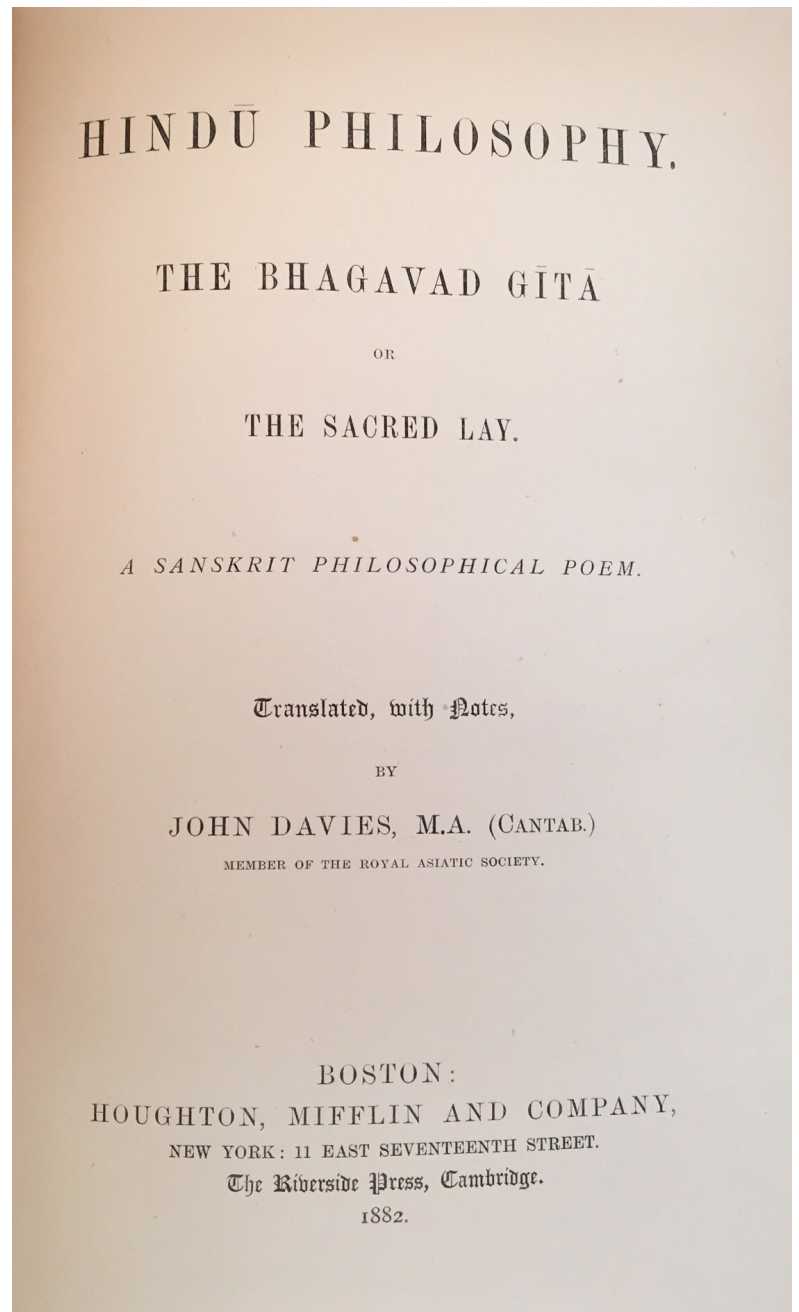 HINDŪ PHILOSOPHY.
THE BHAGAVAD GĪTĀ
OR
THE SACRED LAY.
A SANSKRIT PHILOSOPHICAL POEM.
Translated, with Notes,
BY
JOHN DAVIES, M.A. (CANTAB.)
MEMBER OF THE ROYAL ASIATIC SOCIETY.
BOSTON:
HOUGHTON, MIFFLIN AND COMPANY,
NEW YORK: 11 EAST SEVENTEENTH STREET.
The Riverside Press, Cambridge.
1882.